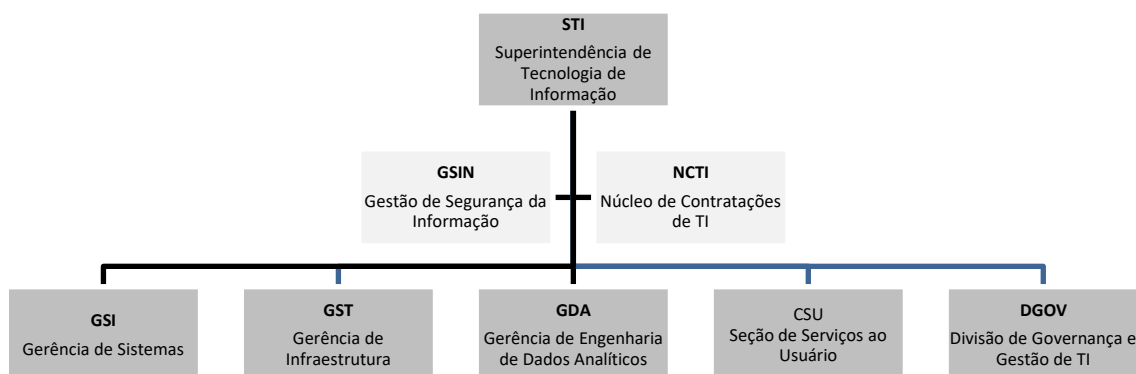 STI
Superintendência de
Tecnologia de
Informação
GSIN
Gestão de Segurança da
Informação
NCTI
Núcleo de Contratações
de TI
GSI
Gerência de Sistemas
GST
Gerência de
Infraestrutura
GDA
Gerência de Engenharia
de Dados Analíticos
CSU
Seção de Serviços ao
Usuário
DGOV
Divisão de Governança e
Gestão de TI